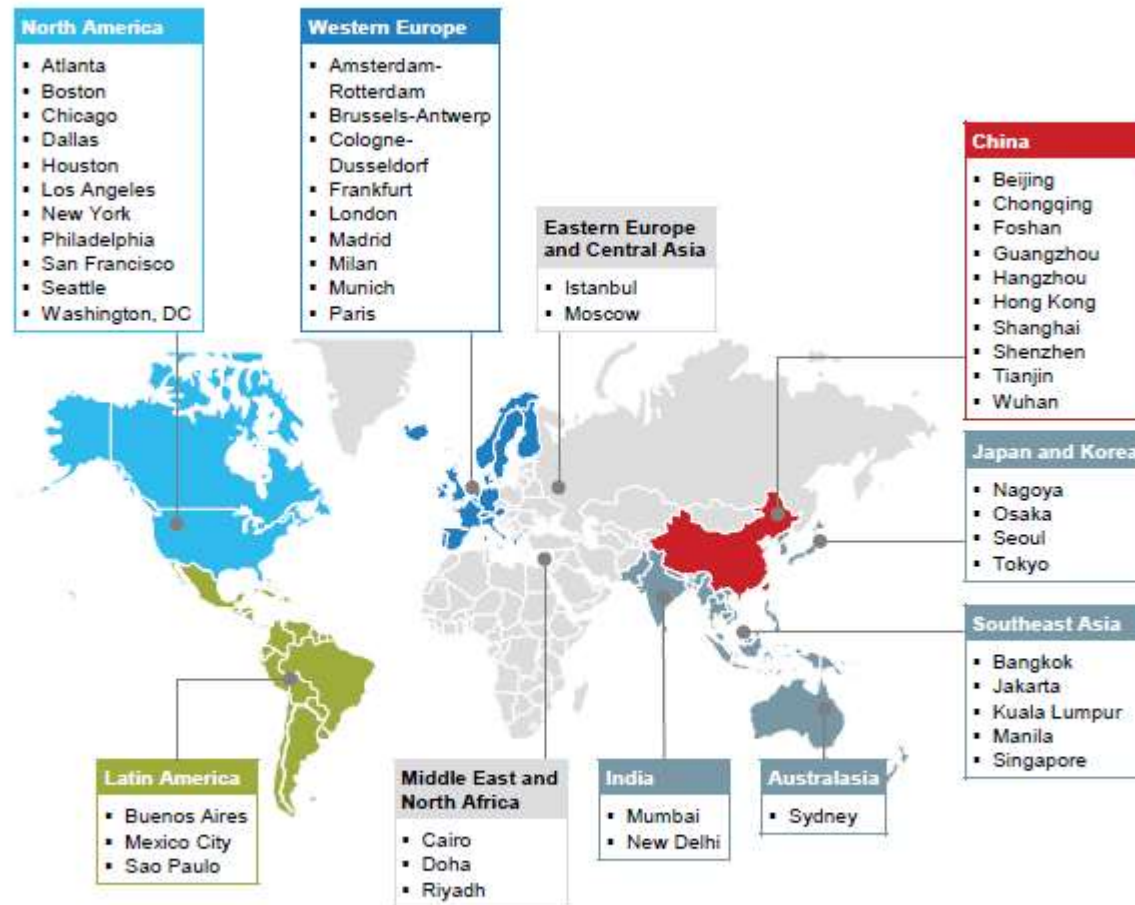 North America
▪ Atlanta
▪ Boston
▪ Chicago
▪ Dallas
▪ Houston
▪ Los Angeles
▪ New York
▪ Philadelphia
▪ San Francisco
▪ Seattle
▪ Washington, DC
Western Europe
▪ Amsterdam-
Rotterdam
▪ Brussels-Antwerp
▪ Cologne-
Dusseldorf
▪ Frankfurt
▪ London
▪ Madrid
▪ Milan
▪ Munich
▪ Paris
Eastern Europe
and Central Asia
▪ Istanbul
▪ Moscow
China
▪ Beijing
▪ Chongqing
▪ Foshan
▪ Guangzhou
▪ Hangzhou
▪ Hong Kong
▪ Shanghai
▪ Shenzhen
▪ Tianjin
▪ Wuhan
Japan and Korea
▪ Nagoya
▪ Osaka
▪ Seoul
▪ Tokyo
Southeast Asia
▪ Bangkok
▪ Jakarta
▪ Kuala Lumpur
▪ Manila
▪ Singapore
Latin America
▪ Buenos Aires
▪ Mexico City
▪ Sao Paulo
Middle East and
North Africa
▪ Cairo
▪ Doha
▪ Riyadh
India
▪ Mumbai
▪ New Delhi
Australasia
▪ Sydney